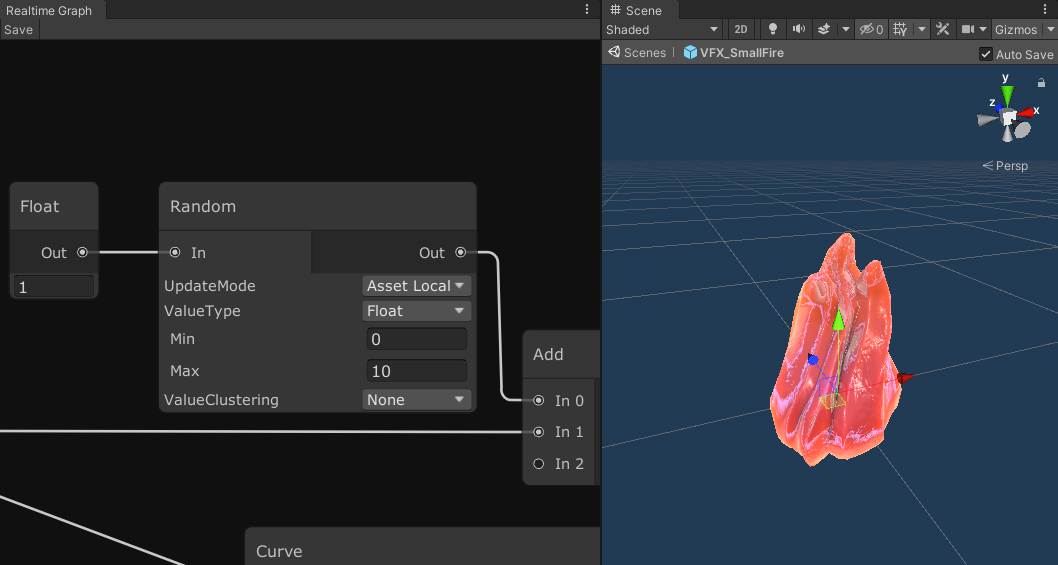 Realtime Graph
Save
Float
Out
1
Random
In
Out
UpdateMode
Asset Local
ValueType
Float
Min
0
Max
10
ValueClustering
None
Add
In 0
In 1
In 2
Curve
Scene
Shaded
2D
0
Gizmos
Scenes
VFX_SmallFire
Auto Save
y
z
x
Persp